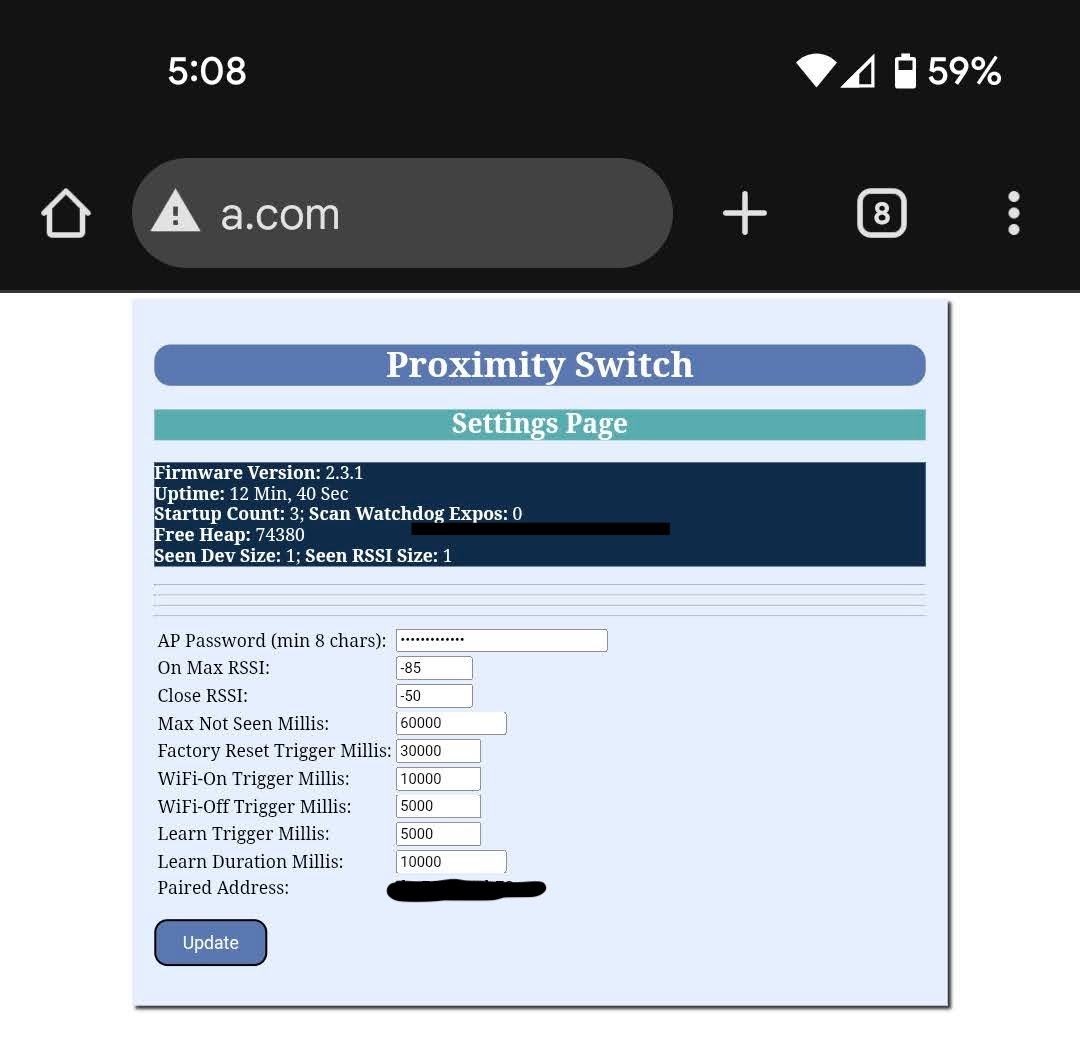 5:08
59%
a.com
8
Proximity Switch
Settings Page
Firmware Version: 2.3.1
Uptime: 12 Min, 40 Sec
Startup Count: 3; Scan Watchdog Expos: 0
Free Heap: 74380
Seen Dev Size: 1; Seen RSSI Size: 1
AP Password (min 8 chars): •••••••••••••
On Max RSSI: -85
Close RSSI: -50
Max Not Seen Millis: 60000
Factory Reset Trigger Millis: 30000
WiFi-On Trigger Millis: 10000
WiFi-Off Trigger Millis: 5000
Learn Trigger Millis: 5000
Learn Duration Millis: 10000
Paired Address:
Update